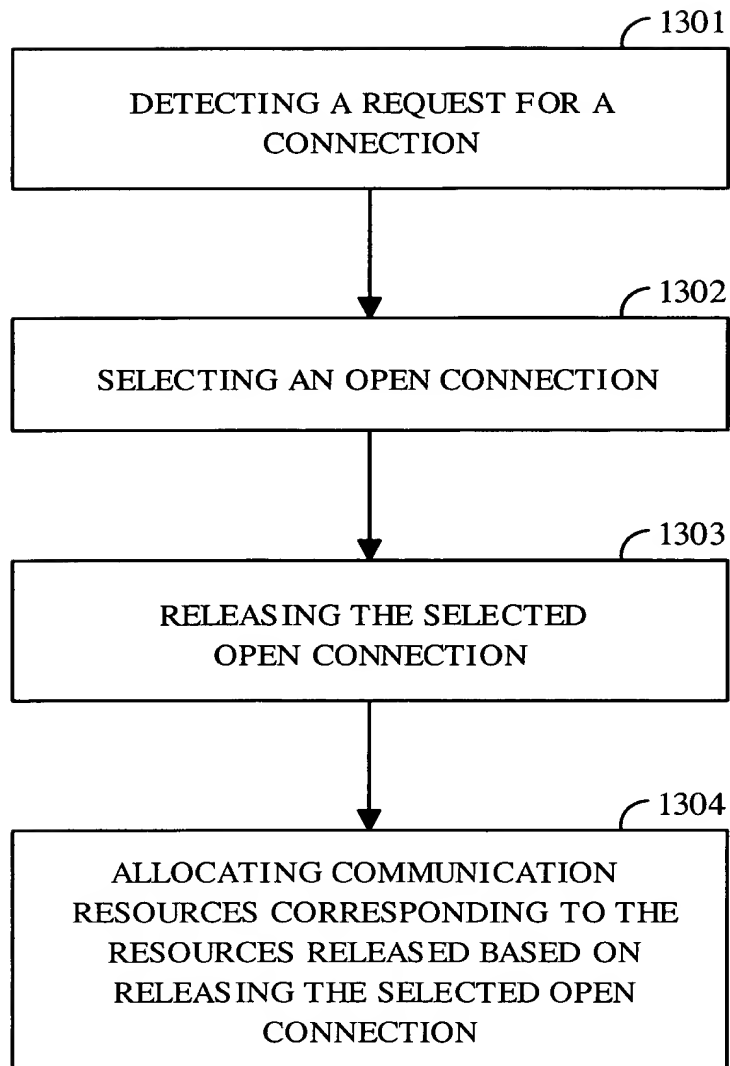 1301
DETECTING A REQUEST FOR A
CONNECTION
1302
SELECTING AN OPEN CONNECTION
1303
RELEASING THE SELECTED
OPEN CONNECTION
1304
ALLOCATING COMMUNICATION
RESOURCES CORRESPONDING TO THE
RESOURCES RELEASED BASED ON
RELEASING THE SELECTED OPEN
CONNECTION